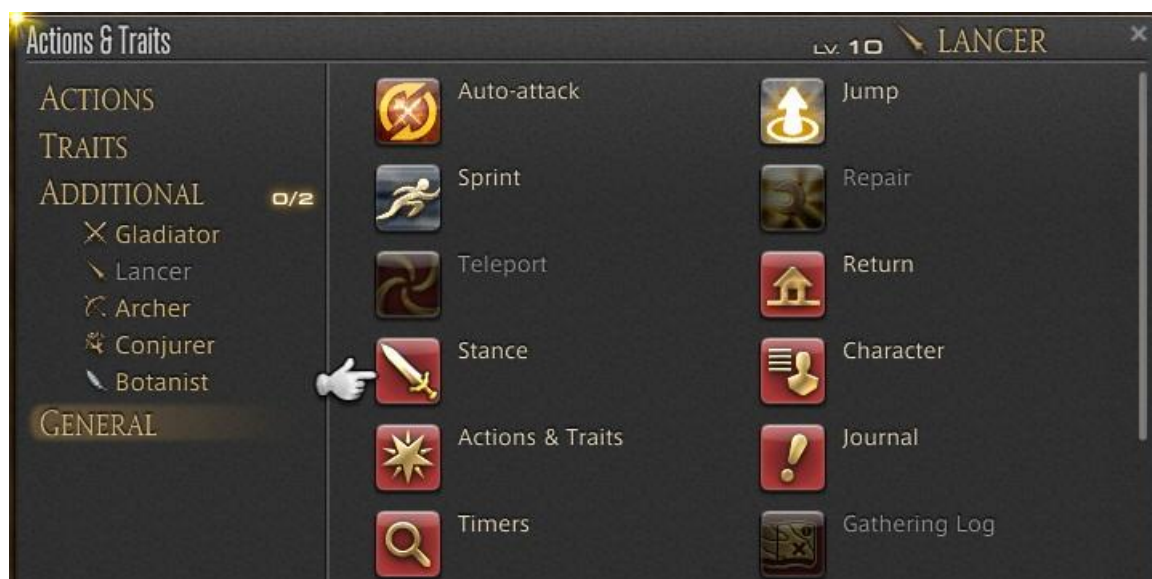 Actions & Traits
LV. 10 LANCER
ACTIONS
TRAITS
ADDITIONAL 0/2
Gladiator
Lancer
Archer
Conjurer
Botanist
GENERAL
Auto-attack
Jump
Sprint
Repair
Teleport
Return
Stance
Character
Actions & Traits
Journal
Timers
Gathering Log